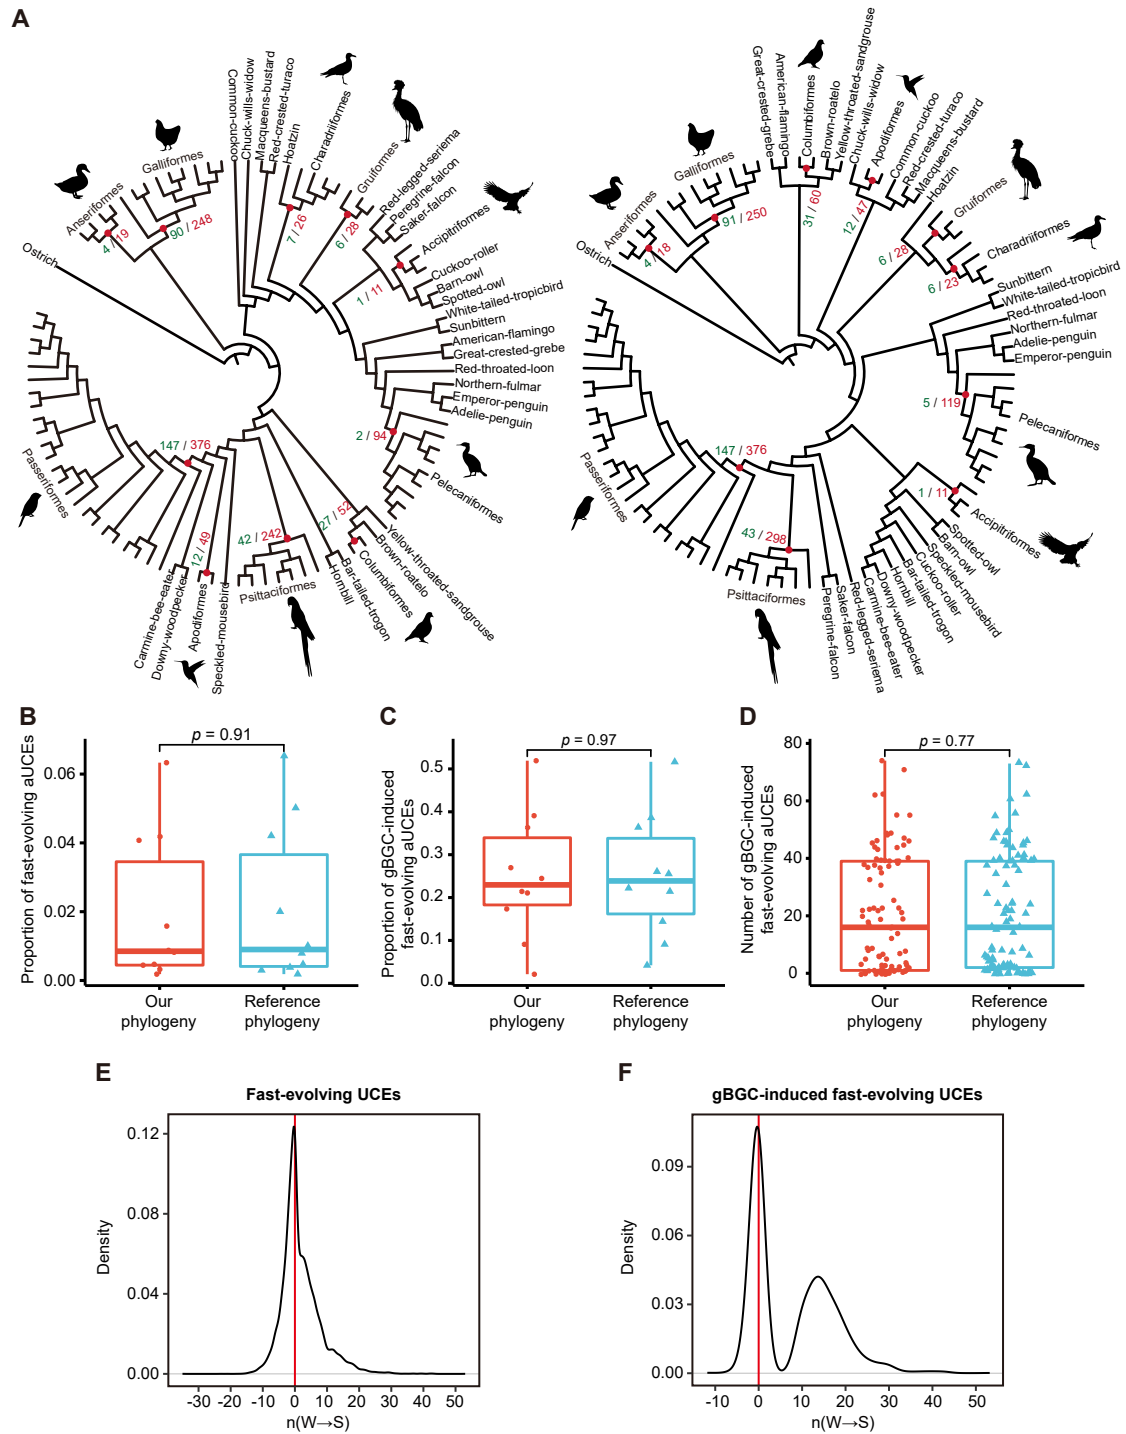 A
Common-cuckoo
Chuck-wills-widow
Macqueens-bustard
Red-crested-turaco
Hoatzin
Charadriiformes
Gruiformes
Red-legged-seriema
Peregrine-falcon
Saker-falcon
Accipitriformes
Cuckoo-roller
Barn-owl
Spotted-owl
White-tailed-tropicbird
Sunbittern
American-flamingo
Great-crested-grebe
Red-throated-loon
Northern-fulmar
Emperor-penguin
Adelie-penguin
Pelecaniformes
Yellow-throated-sandgrouse
Brown-roatelo
Columbiformes
Bar-tailed-trogon
Hornbill
Psittaciformes
Speckled-mousebird
Apodiformes
Downy-woodpecker
Carmine-bee-eater
Passeriformes
Ostrich
Anseriformes
Galliformes
4 / 19
90 / 248
7 / 26
6 / 28
1 / 11
2 / 94
27 / 52
42 / 242
12 / 49
147 / 376
Great-crested-grebe
American-flamingo
Columbiformes
Brown-roatelo
Yellow-throated-sandgrouse
Chuck-wills-widow
Apodiformes
Common-cuckoo
Red-crested-turaco
Macqueens-bustard
Hoatzin
Gruiformes
Charadriiformes
Sunbittern
White-tailed-tropicbird
Red-throated-loon
Northern-fulmar
Adelie-penguin
Emperor-penguin
Pelecaniformes
Accipitriformes
Spotted-owl
Barn-owl
Speckled-mousebird
Cuckoo-roller
Bar-tailed-trogon
Hornbill
Downy-woodpecker
Carmine-bee-eater
Red-legged-seriema
Saker-falcon
Peregrine-falcon
Psittaciformes
Passeriformes
Ostrich
Anseriformes
Galliformes
4 / 18
91 / 250
31 / 60
12 / 47
6 / 28
6 / 23
5 / 119
1 / 11
43 / 298
147 / 376
B
Proportion of fast-evolving aUCEs
p = 0.91
0.06
0.04
0.02
0.00
Our
phylogeny
Reference
phylogeny
C
Proportion of gBGC-induced
fast-evolving aUCEs
p = 0.97
0.5
0.4
0.3
0.2
0.1
0.0
Our
phylogeny
Reference
phylogeny
D
Number of gBGC-induced
fast-evolving aUCEs
p = 0.77
80
60
40
20
0
Our
phylogeny
Reference
phylogeny
E
Fast-evolving UCEs
Density
0.12
0.08
0.04
0.00
-30 -20 -10 0 10 20 30 40 50
n(W→S)
F
gBGC-induced fast-evolving UCEs
Density
0.09
0.06
0.03
0.00
-10 0 10 20 30 40 50
n(W→S)